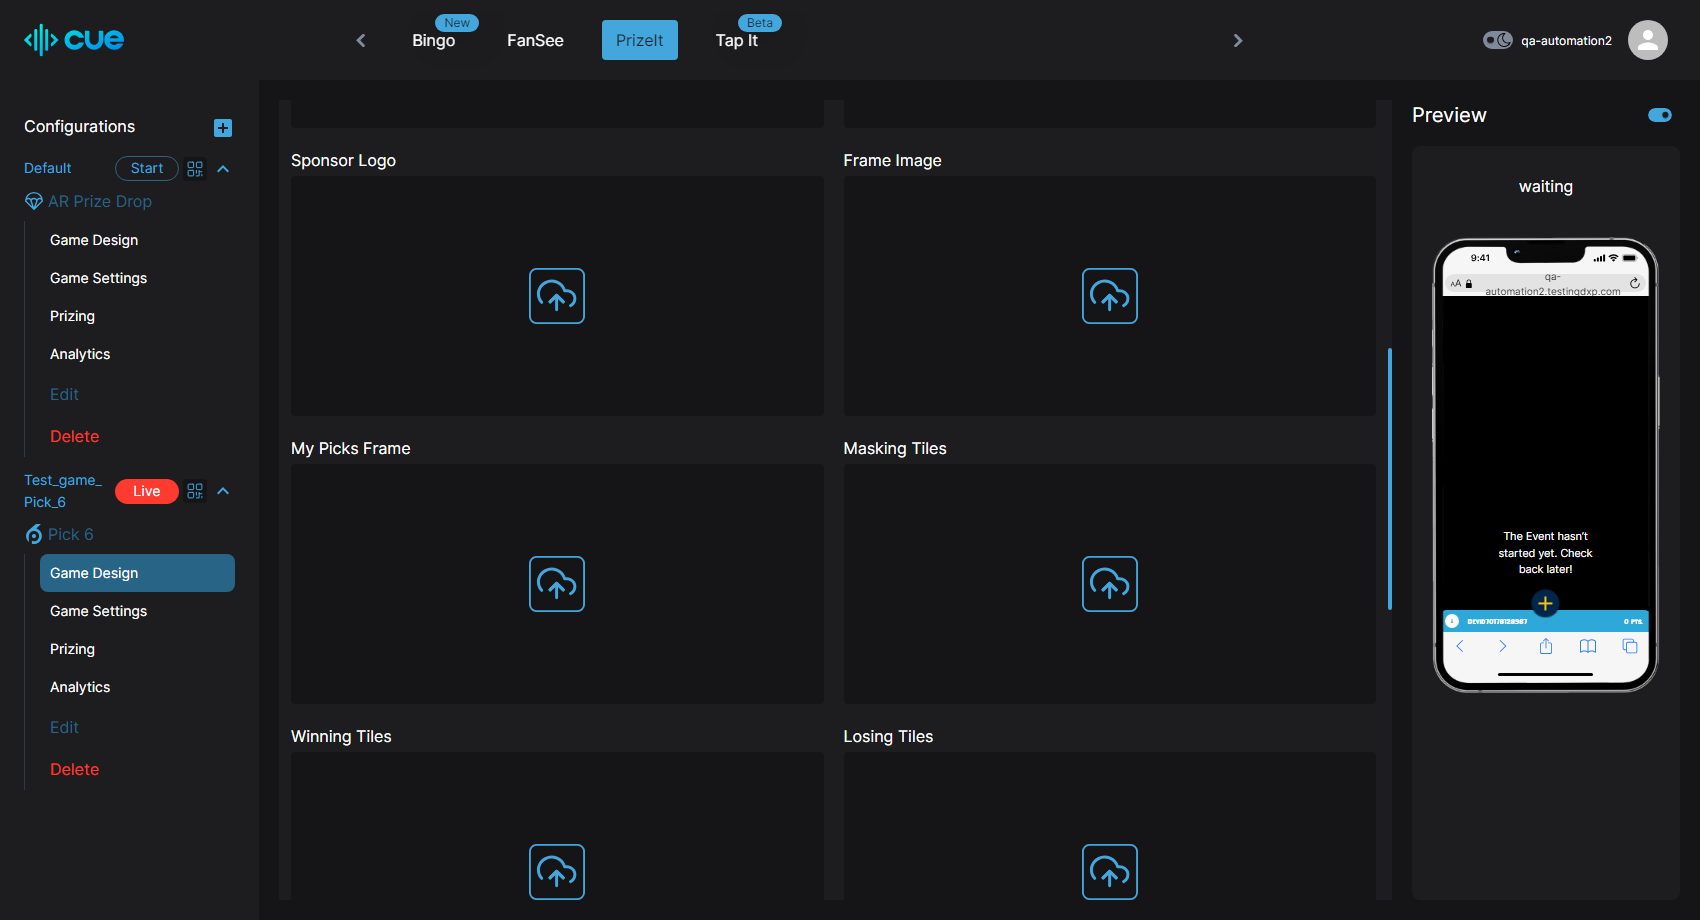 cue
New
Bingo
FanSee
PrizeIt
Beta
Tap It
qa-automation2
Configurations
Default
Start
AR Prize Drop
Game Design
Game Settings
Prizing
Analytics
Edit
Delete
Test_game_
Pick_6
Live
Pick 6
Game Design
Game Settings
Prizing
Analytics
Edit
Delete
Sponsor Logo
Frame Image
My Picks Frame
Masking Tiles
Winning Tiles
Losing Tiles
Preview
waiting
9:41
AA
qa-
automation2.testingdxp.com
The Event hasn't
started yet. Check
back later!
0 PTS.